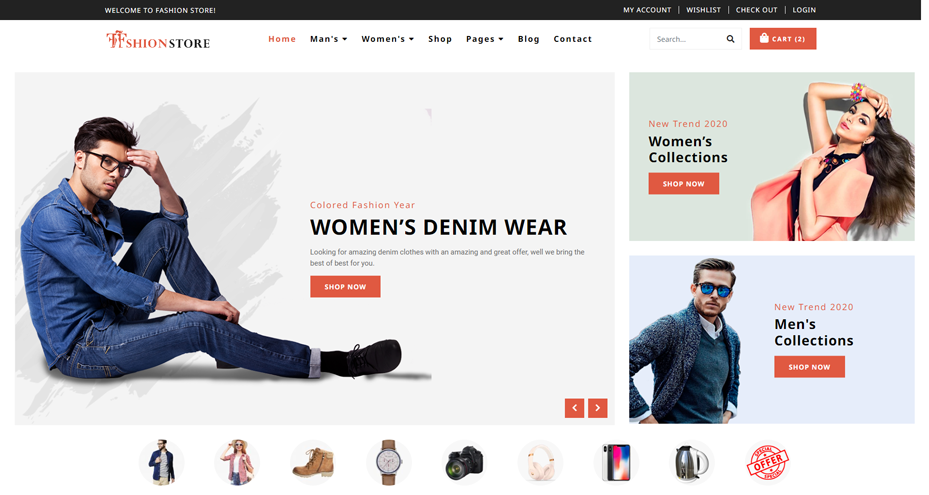 WELCOME TO FASHION STORE!
MY ACCOUNT
WISHLIST
CHECK OUT
LOGIN
FSHIONSTORE
Home
Man's
Women's
Shop
Pages
Blog
Contact
Search...
CART (2)
Colored Fashion Year
WOMEN'S DENIM WEAR
Looking for amazing denim clothes with an amazing and great offer, well we bring the
best of best for you.
SHOP NOW
New Trend 2020
Women's
Collections
SHOP NOW
New Trend 2020
Men's
Collections
SHOP NOW
SPECIAL
OFFER
SPECIAL